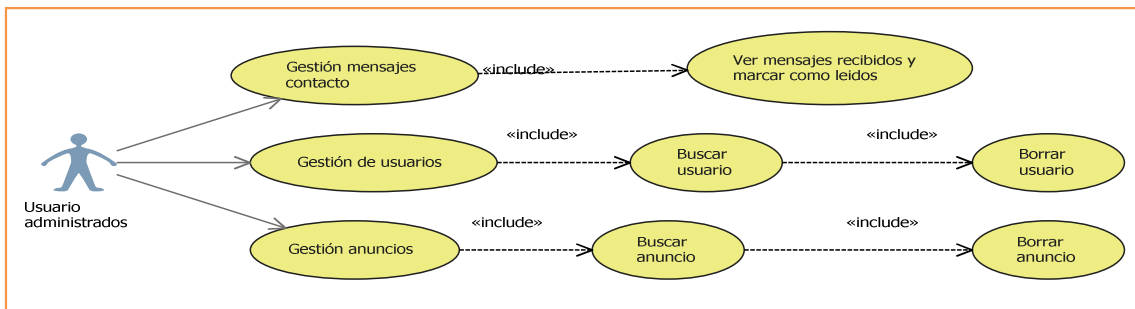 Gestión mensajes
contacto
«include»
Ver mensajes recibidos y
marcar como leidos
Usuario
administrados
Gestión de usuarios
«include»
Buscar
usuario
«include»
Borrar
usuario
Gestión anuncios
«include»
Buscar
anuncio
«include»
Borrar
anuncio